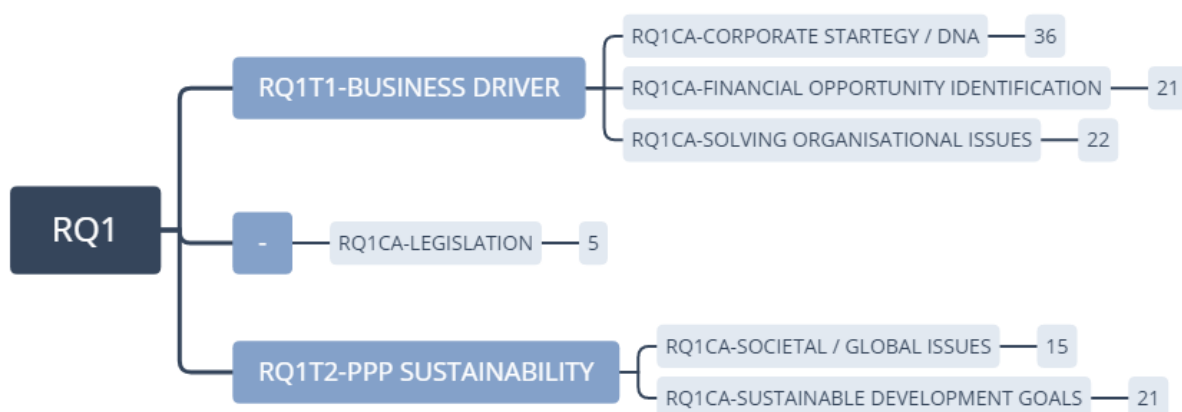 RQ1
RQ1T1-BUSINESS DRIVER
RQ1CA-CORPORATE STARTEGY / DNA
36
RQ1CA-FINANCIAL OPPORTUNITY IDENTIFICATION
21
RQ1CA-SOLVING ORGANISATIONAL ISSUES
22
-
RQ1CA-LEGISLATION
5
RQ1T2-PPP SUSTAINABILITY
RQ1CA-SOCIETAL / GLOBAL ISSUES
15
RQ1CA-SUSTAINABLE DEVELOPMENT GOALS
21